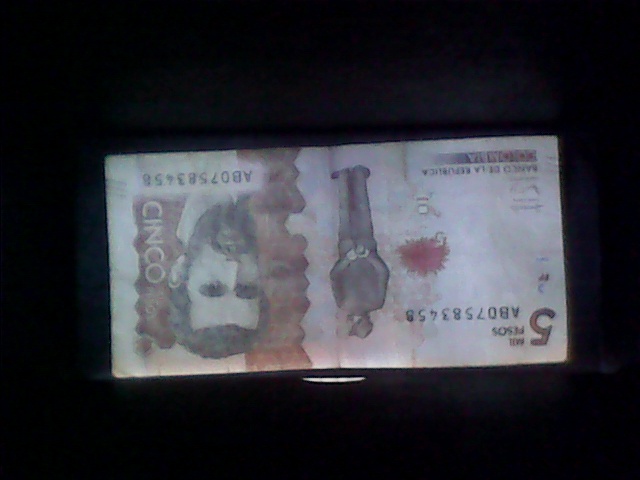 BANCO DE LA REPÚBLICA
COLOMBIA
AB07583458
5
MIL
PESOS
AB07583458
CINCO